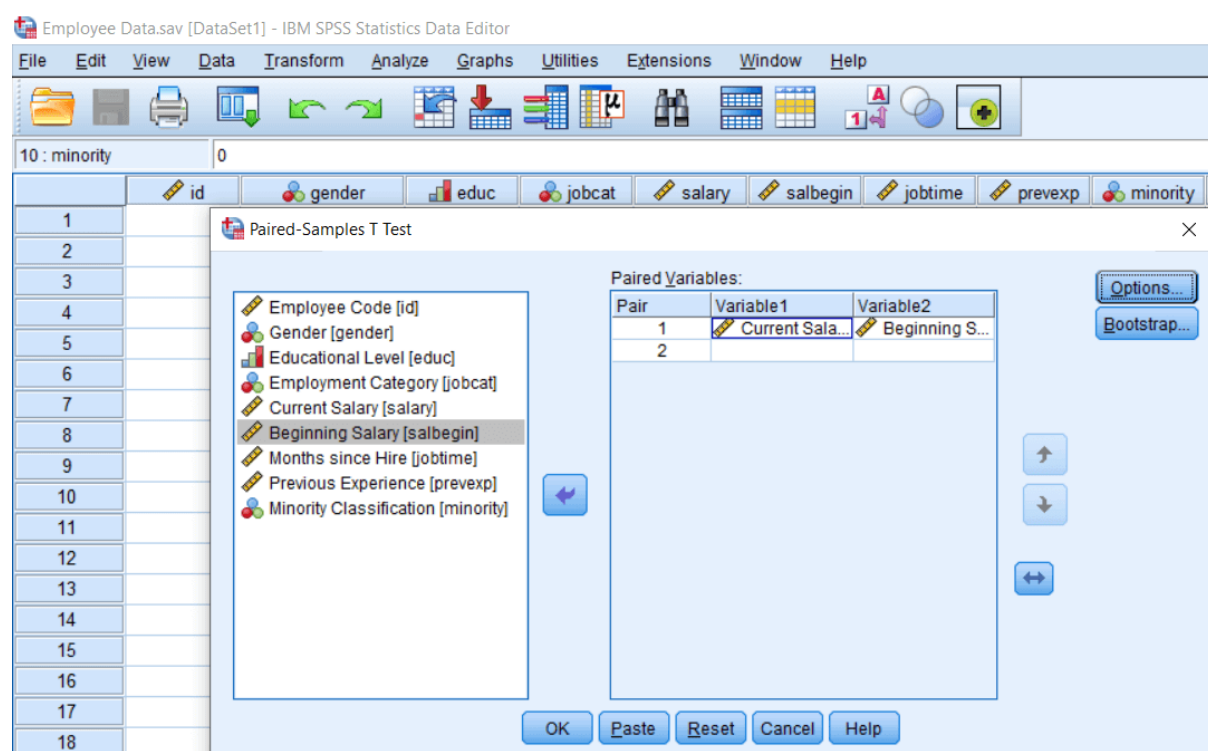 Employee Data.sav [DataSet1] - IBM SPSS Statistics Data Editor
File Edit View Data Transform Analyze Graphs Utilities Extensions Window Help
A
μ
1
10 : minority 0
id gender educ jobcat salary salbegin jobtime prevexp minority
1
2
3
4
5
6
7
8
9
10
11
12
13
14
15
16
17
18
Paired-Samples T Test
Employee Code [id]
Gender [gender]
Educational Level [educ]
Employment Category [jobcat]
Current Salary [salary]
Beginning Salary [salbegin]
Months since Hire [jobtime]
Previous Experience [prevexp]
Minority Classification [minority]
Paired Variables:
Pair Variable1 Variable2
1 Current Sala... Beginning S...
2
Options...
Bootstrap...
OK Paste Reset Cancel Help